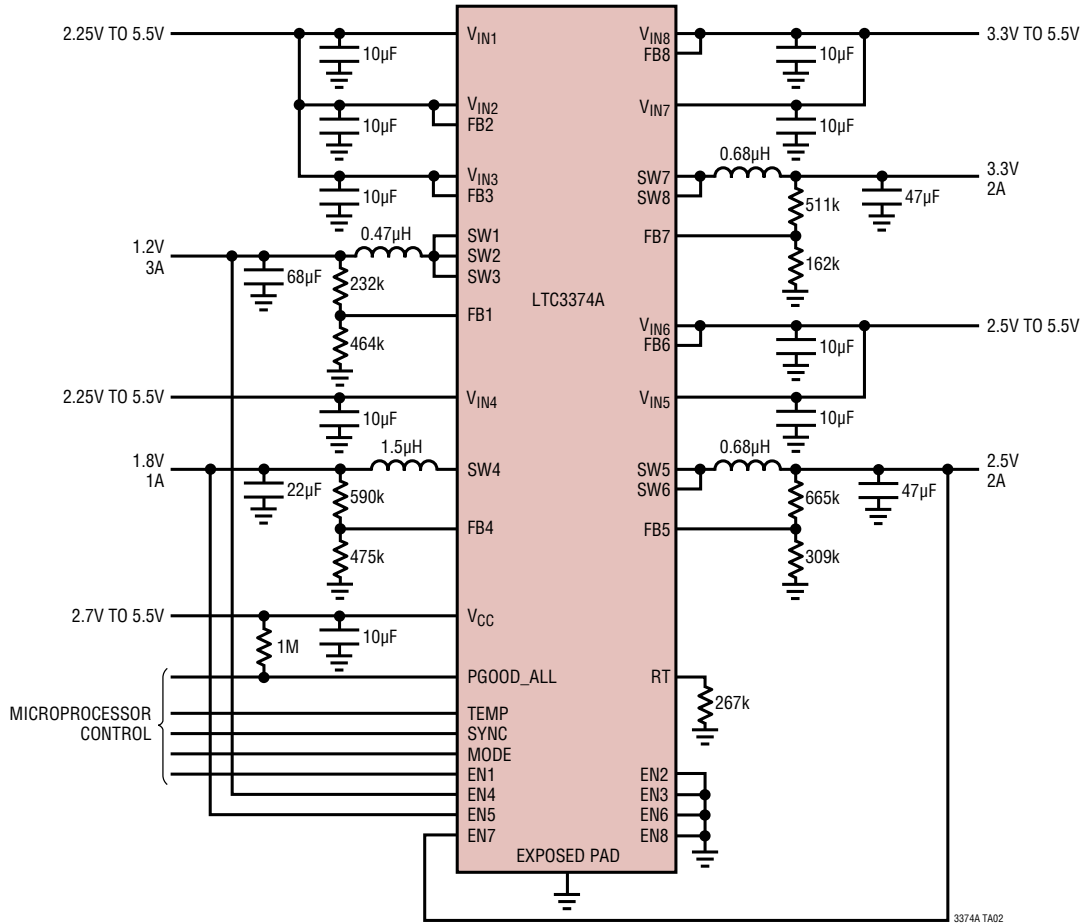 2.25V TO 5.5V
10µF
VIN1
VIN2
FB2
10µF
VIN3
FB3
10µF
1.2V
3A
0.47µH
SW1
SW2
SW3
68µF
232k
FB1
464k
2.25V TO 5.5V
VIN4
10µF
1.8V
1A
1.5µH
SW4
22µF
590k
FB4
475k
2.7V TO 5.5V
VCC
10µF
1M
PGOOD_ALL
MICROPROCESSOR
CONTROL
TEMP
SYNC
MODE
EN1
EN4
EN5
EN7
LTC3374A
EXPOSED PAD
VIN8
FB8
10µF
3.3V TO 5.5V
VIN7
10µF
0.68µH
SW7
SW8
3.3V
2A
511k
47µF
FB7
162k
VIN6
FB6
2.5V TO 5.5V
10µF
VIN5
10µF
0.68µH
SW5
SW6
2.5V
2A
665k
47µF
FB5
309k
RT
267k
EN2
EN3
EN6
EN8
3374A TA02